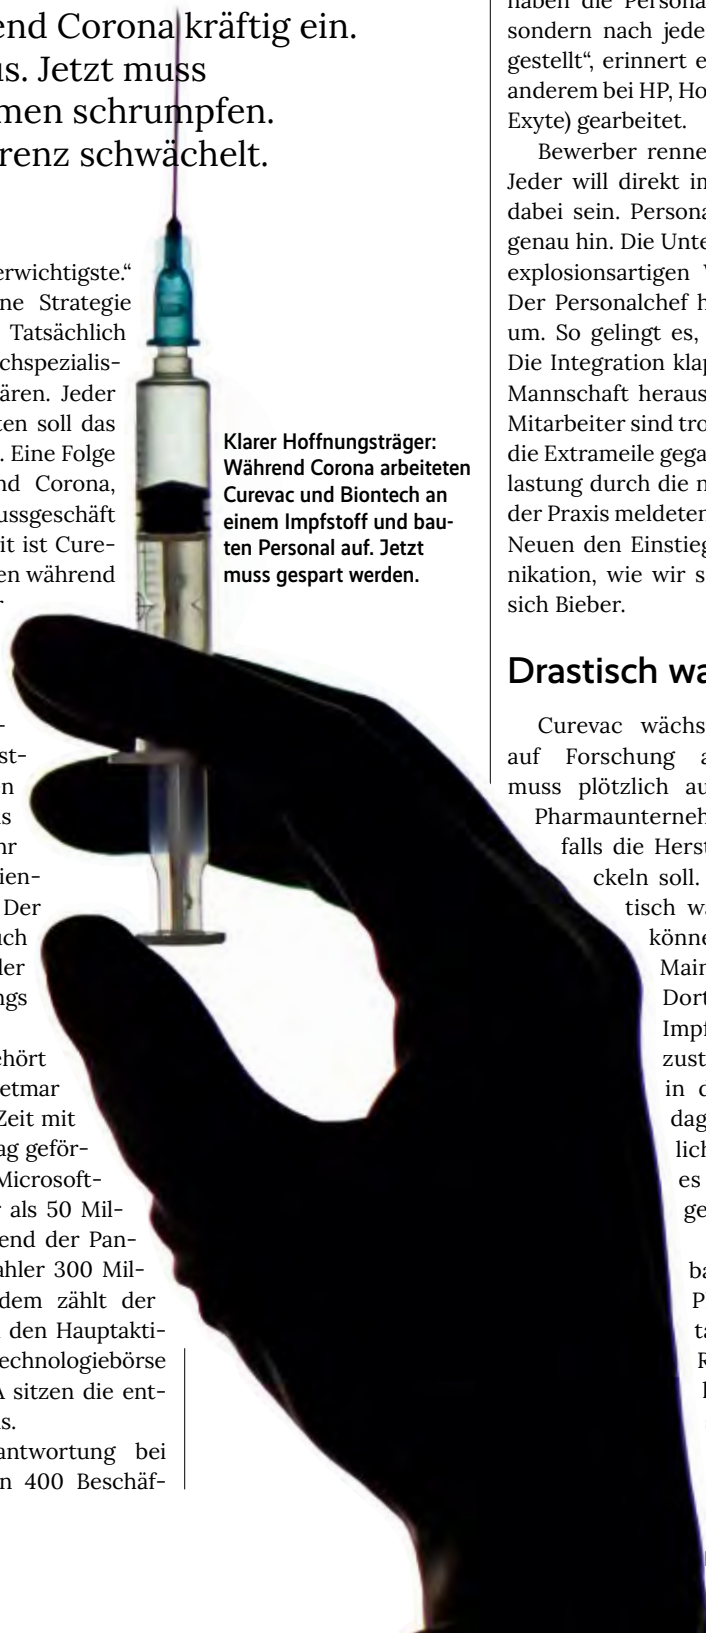 end Corona kräftig ein.
us. Jetzt muss
men schrumpfen.
renz schwächelt.
erwichtigste.“
ne Strategie
Tatsächlich
chspezialis-
ären. Jeder
ten soll das
. Eine Folge
nd Corona,
ussgeschäft
it ist Cure-
en während
r
-
st-
n
s
hr
ien-
Der
uch
der
ngs
ehört
etmar
Zeit mit
ag geför-
Microsoft-
r als 50 Mil-
end der Pan-
ahler 300 Mil-
dem zählt der
den Hauptakti-
echnologiebörse
A sitzen die ent-
s.
antwortung bei
n 400 Beschäf-
Klarer Hoffnungsträger:
Während Corona arbeiteten
Curevac und Biontech an
einem Impfstoff und bau-
ten Personal auf. Jetzt
muss gespart werden.
haben die Persona
sondern nach jede
gestellt“, erinnert e
anderem bei HP, Ho
Exyte) gearbeitet.
Bewerber renne
Jeder will direkt in
dabei sein. Persona
genau hin. Die Unte
explosionsartigen
Der Personalchef h
um. So gelingt es,
Die Integration klap
Mannschaft heraus
Mitarbeiter sind tro
die Extrameile gega
lastung durch die n
der Praxis meldeten
Neuen den Einstieg
nikation, wie wir s
sich Bieber.
Drastisch wa
Curevac wächs
auf Forschung a
muss plötzlich au
Pharmaunterneh
falls die Herst
ckeln soll.
tisch wa
könne
Main
Dort
Impf
zust
in d
dag
lich
es
ge
ba
P
ta
R